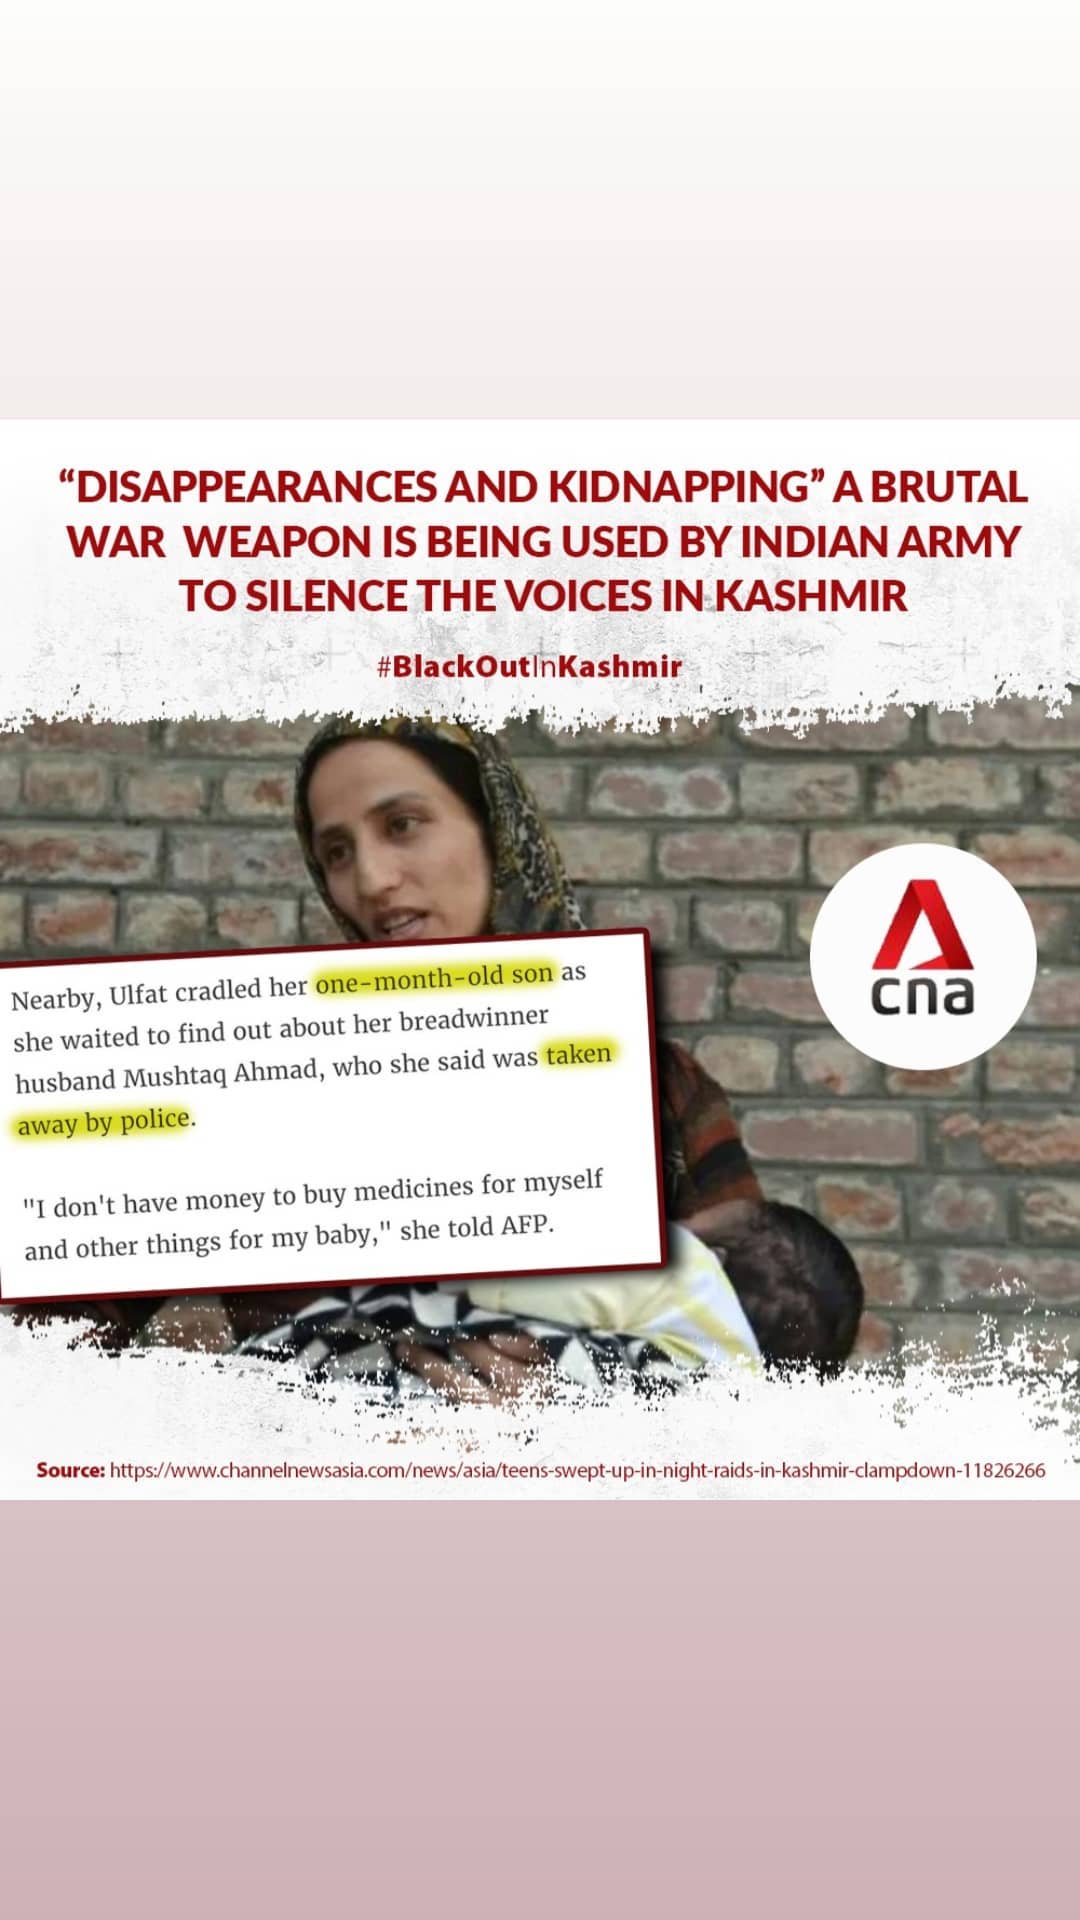 “DISAPPEARANCES AND KIDNAPPING” A BRUTAL
WAR WEAPON IS BEING USED BY INDIAN ARMY
TO SILENCE THE VOICES IN KASHMIR
#BlackOutInKashmir
cna
Nearby, Ulfat cradled her one-month-old son as
she waited to find out about her breadwinner
husband Mushtaq Ahmad, who she said was taken
away by police.
"I don't have money to buy medicines for myself
and other things for my baby," she told AFP.
Source: https://www.channelnewsasia.com/news/asia/teens-swept-up-in-night-raids-in-kashmir-clampdown-11826266